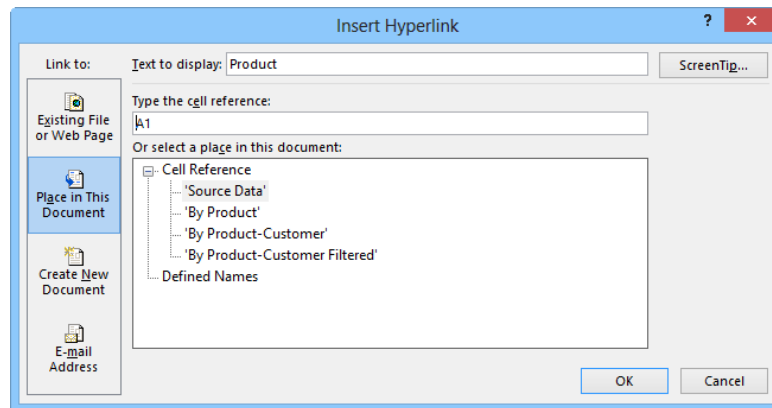 Insert Hyperlink
? ×
Link to:
Text to display: Product
ScreenTip...
Existing File
or Web Page
Place in This
Document
Create New
Document
E-mail
Address
Type the cell reference:
A1
Or select a place in this document:
Cell Reference
'Source Data'
'By Product'
'By Product-Customer'
'By Product-Customer Filtered'
Defined Names
OK
Cancel